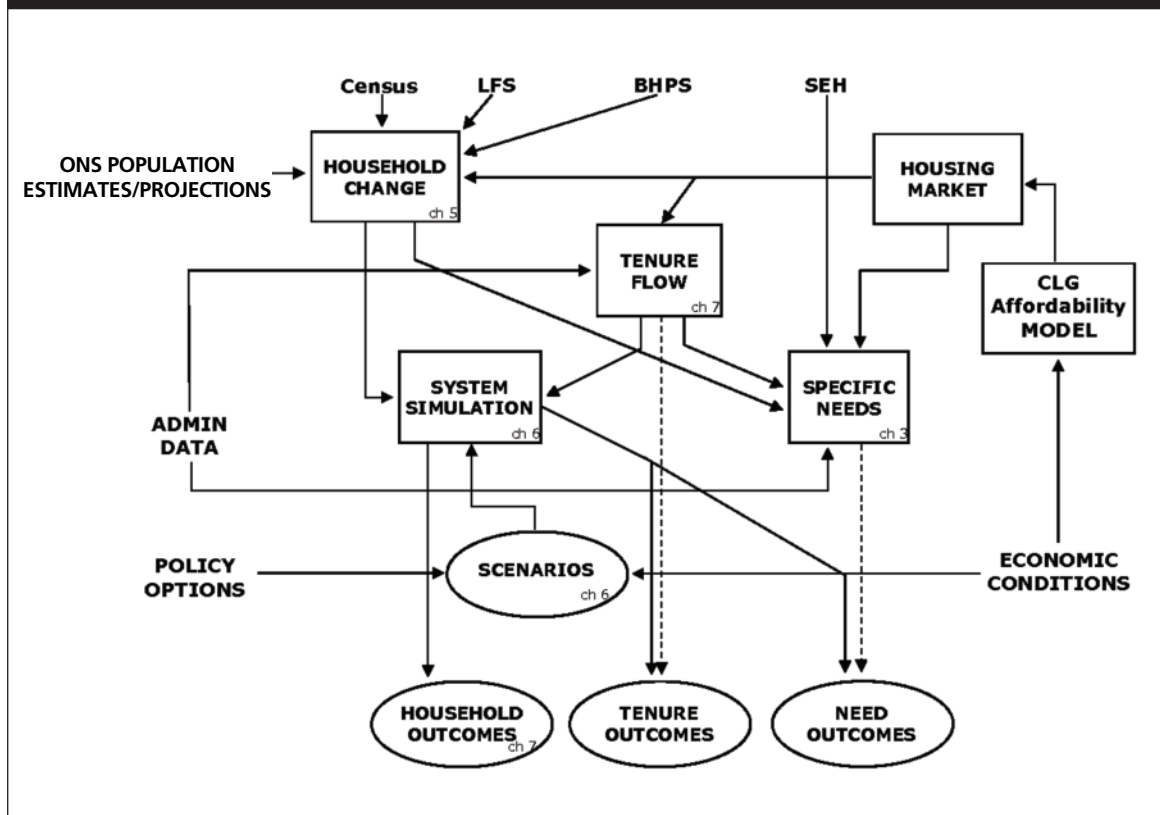 Census
LFS
BHPS
SEH
ONS POPULATION
ESTIMATES/PROJECTIONS
HOUSEHOLD
CHANGE
ch 5
HOUSING
MARKET
TENURE
FLOW
ch 7
CLG
Affordability
MODEL
SYSTEM
SIMULATION
ch 6
SPECIFIC
NEEDS
ch 3
ADMIN
DATA
POLICY
OPTIONS
SCENARIOS
ch 6
ECONOMIC
CONDITIONS
HOUSEHOLD
OUTCOMES
ch 7
TENURE
OUTCOMES
NEED
OUTCOMES